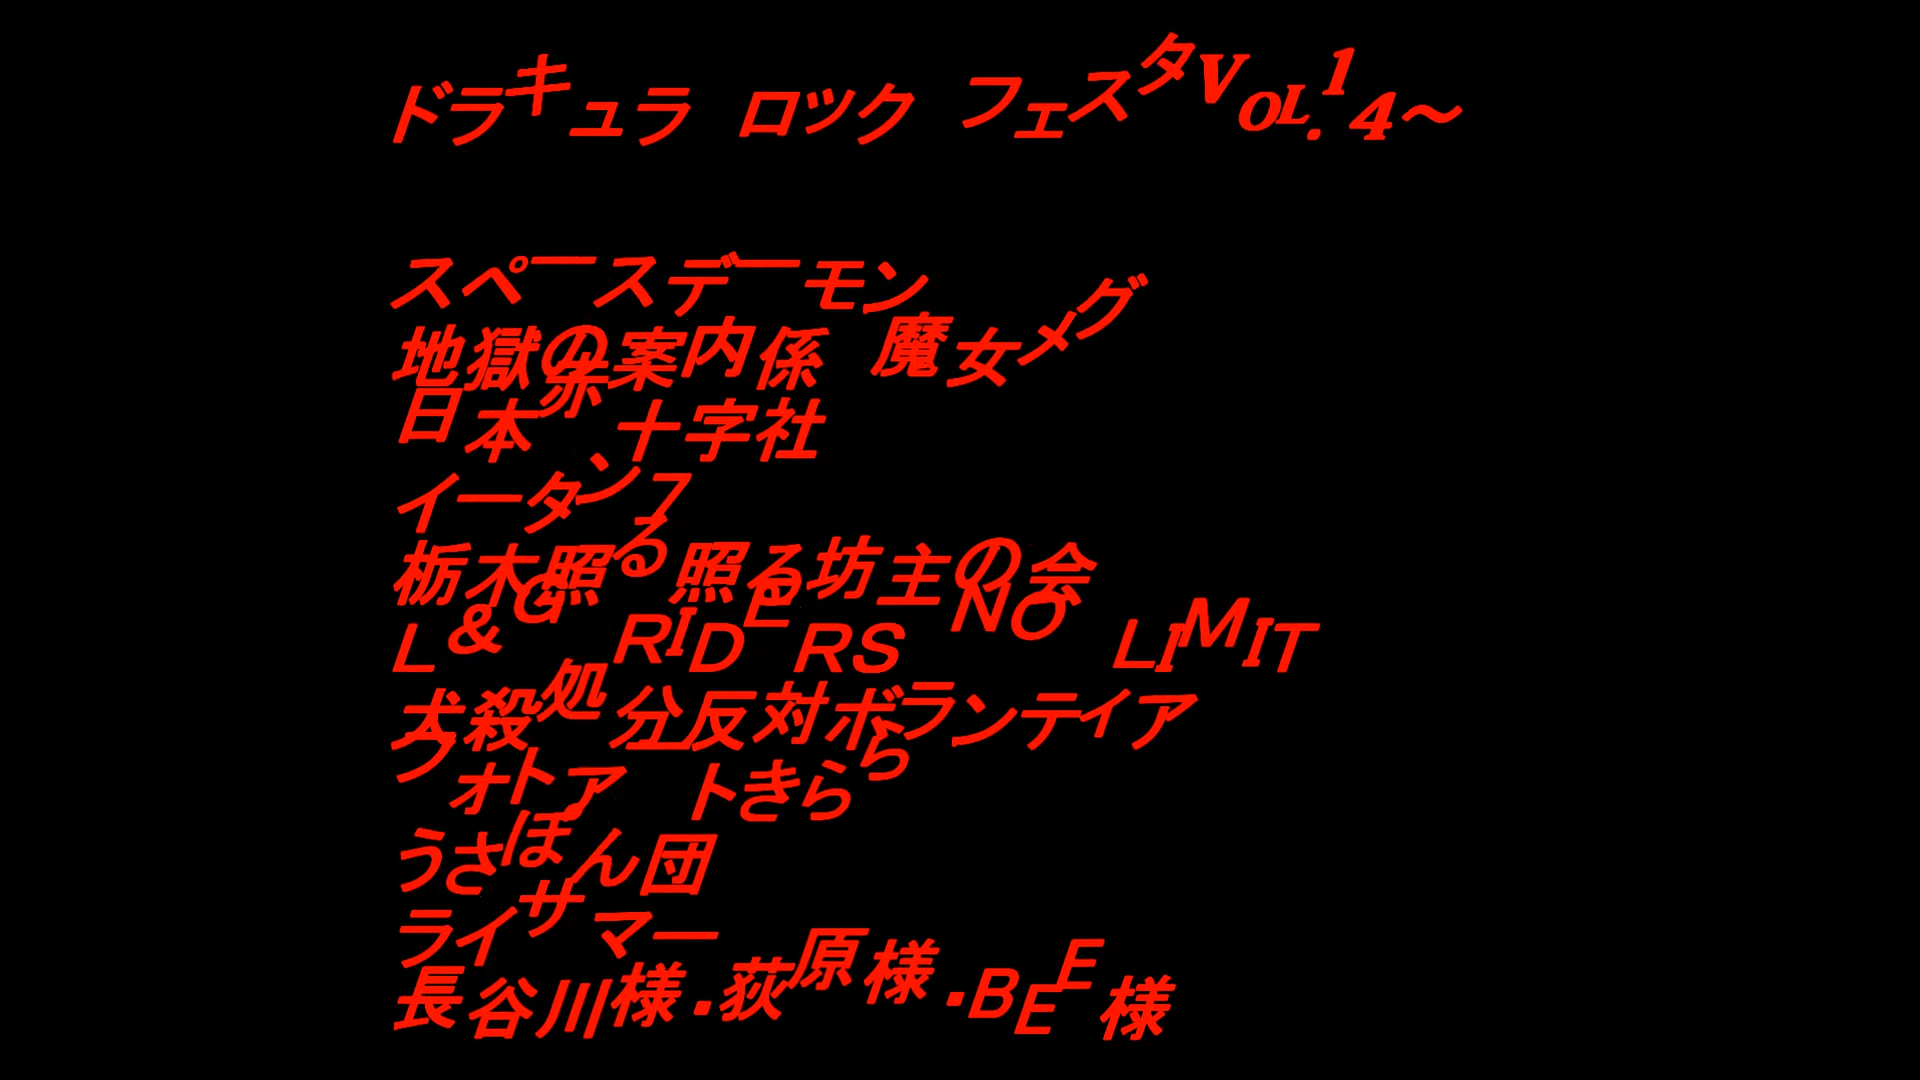 ドラキュラ ロック フェスタVOL.14～
スペースデーモン
地獄の案内係 魔女メグ
日本赤十字社
イータンフ
栃木照る照る坊主の会
L&G RIDERS NO LIMIT
犬殺処分反対ボランティア
フォトアートきらら
うさぽん団
ライサマー
長谷川様.荻原様.BEE様